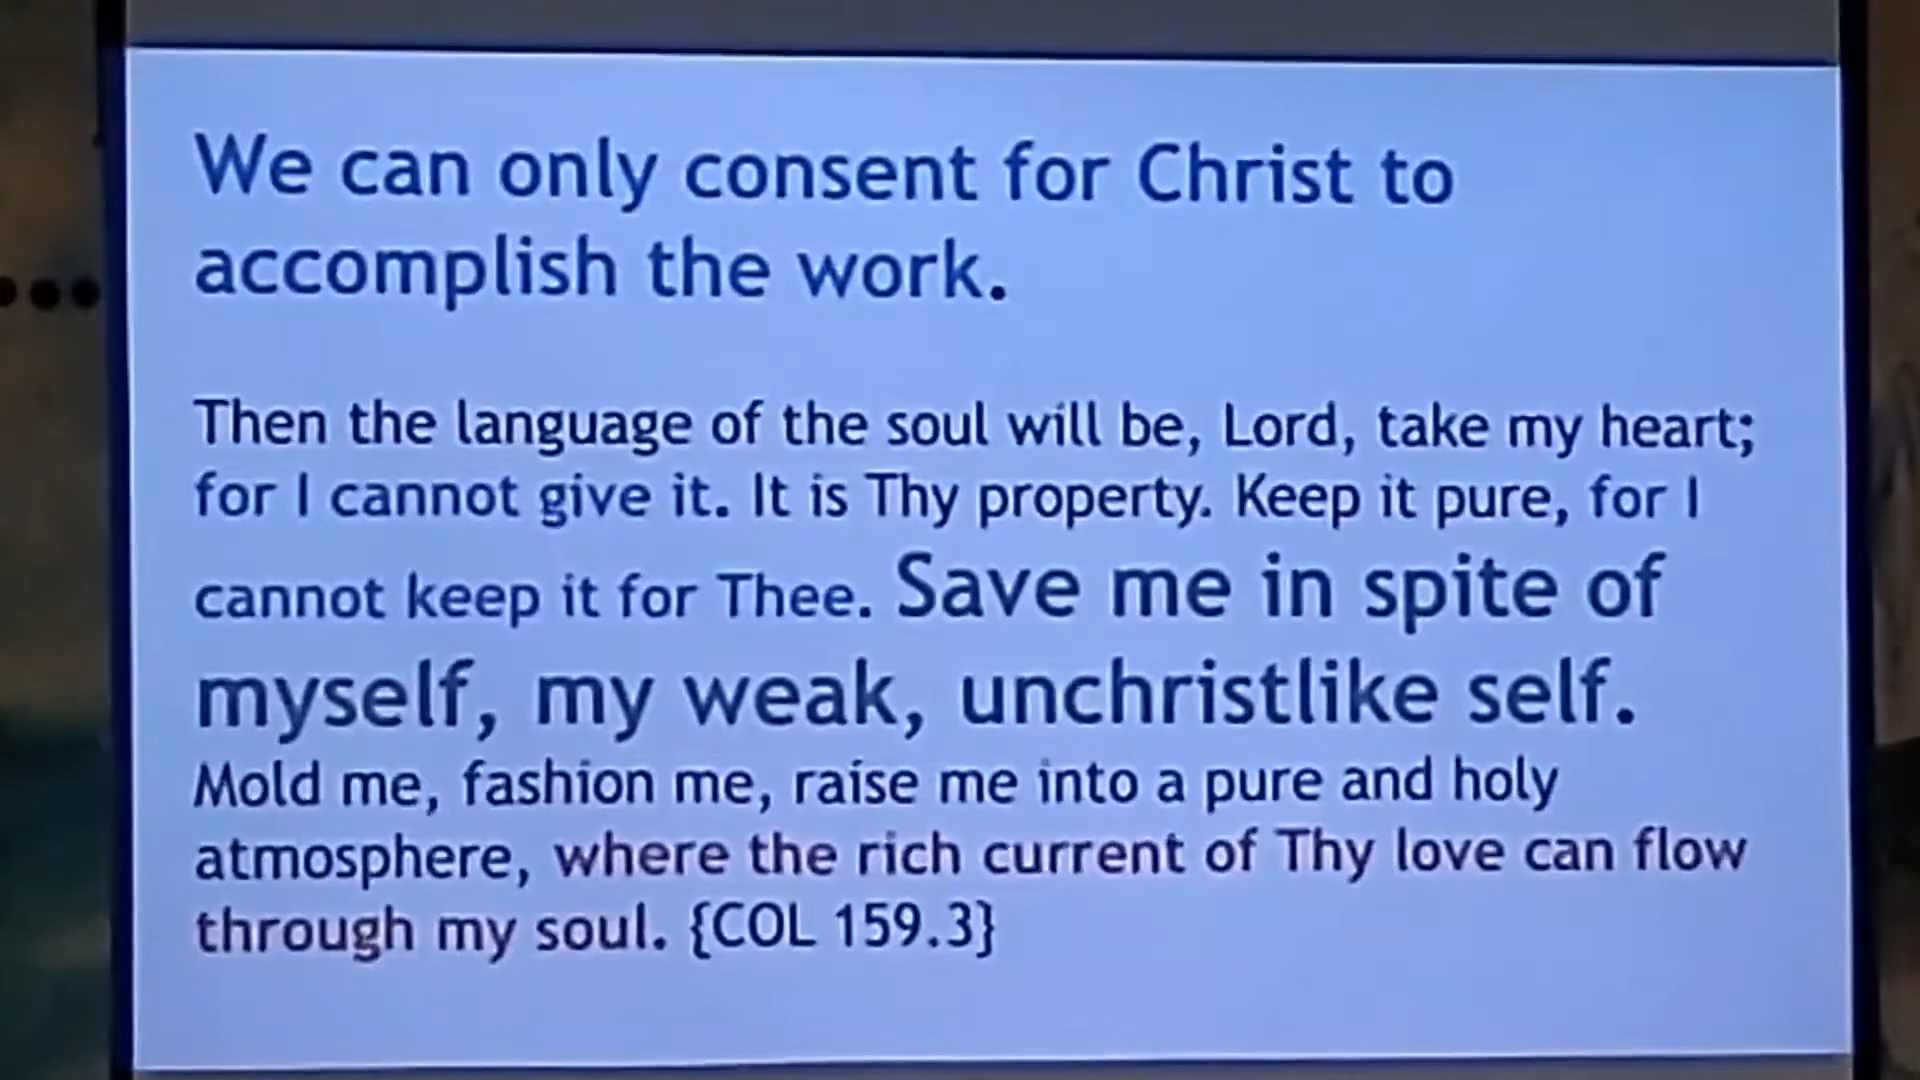 We can only consent for Christ to
accomplish the work.
Then the language of the soul will be, Lord, take my heart;
for I cannot give it. It is Thy property. Keep it pure, for I
cannot keep it for Thee. Save me in spite of
myself, my weak, unchristlike self.
Mold me, fashion me, raise me into a pure and holy
atmosphere, where the rich current of Thy love can flow
through my soul. {COL 159.3}